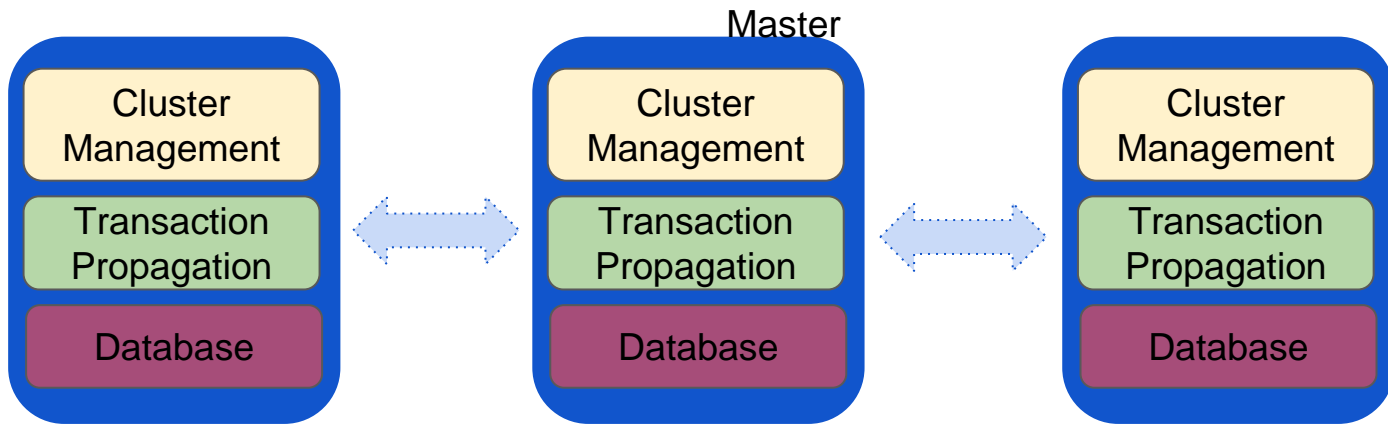 Master
Cluster
Management
Transaction
Propagation
Database
Cluster
Management
Transaction
Propagation
Database
Cluster
Management
Transaction
Propagation
Database